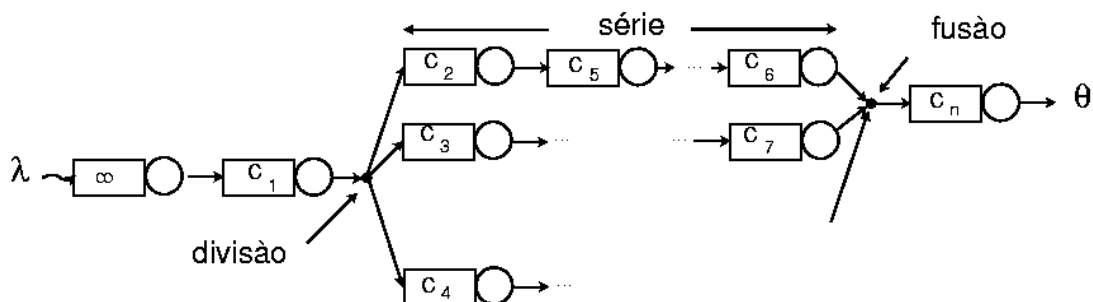 série
fusào
c 2
c 5
...
c 6
c n
θ
c 3
...
...
c 7
λ
∞
c 1
divisào
c 4
...